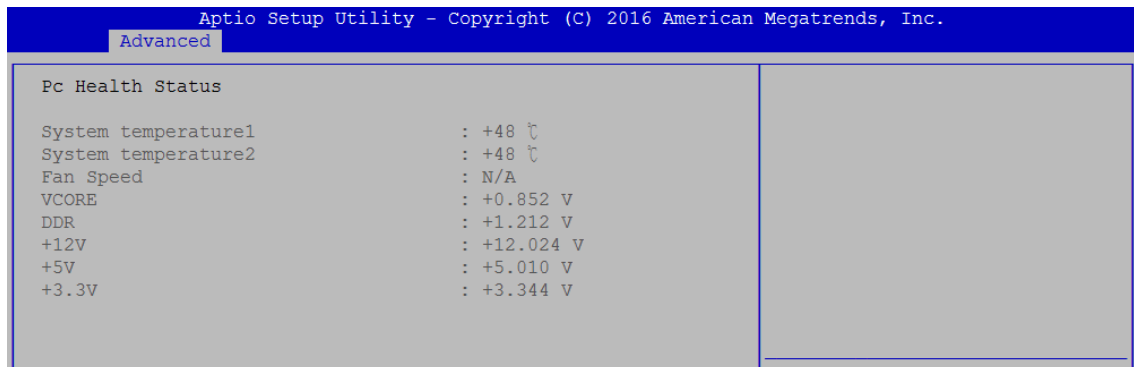 Aptio Setup Utility - Copyright (C) 2016 American Megatrends, Inc.
Advanced
Pc Health Status
System temperature1 : +48 ℃
System temperature2 : +48 ℃
Fan Speed : N/A
VCORE : +0.852 V
DDR : +1.212 V
+12V : +12.024 V
+5V : +5.010 V
+3.3V : +3.344 V